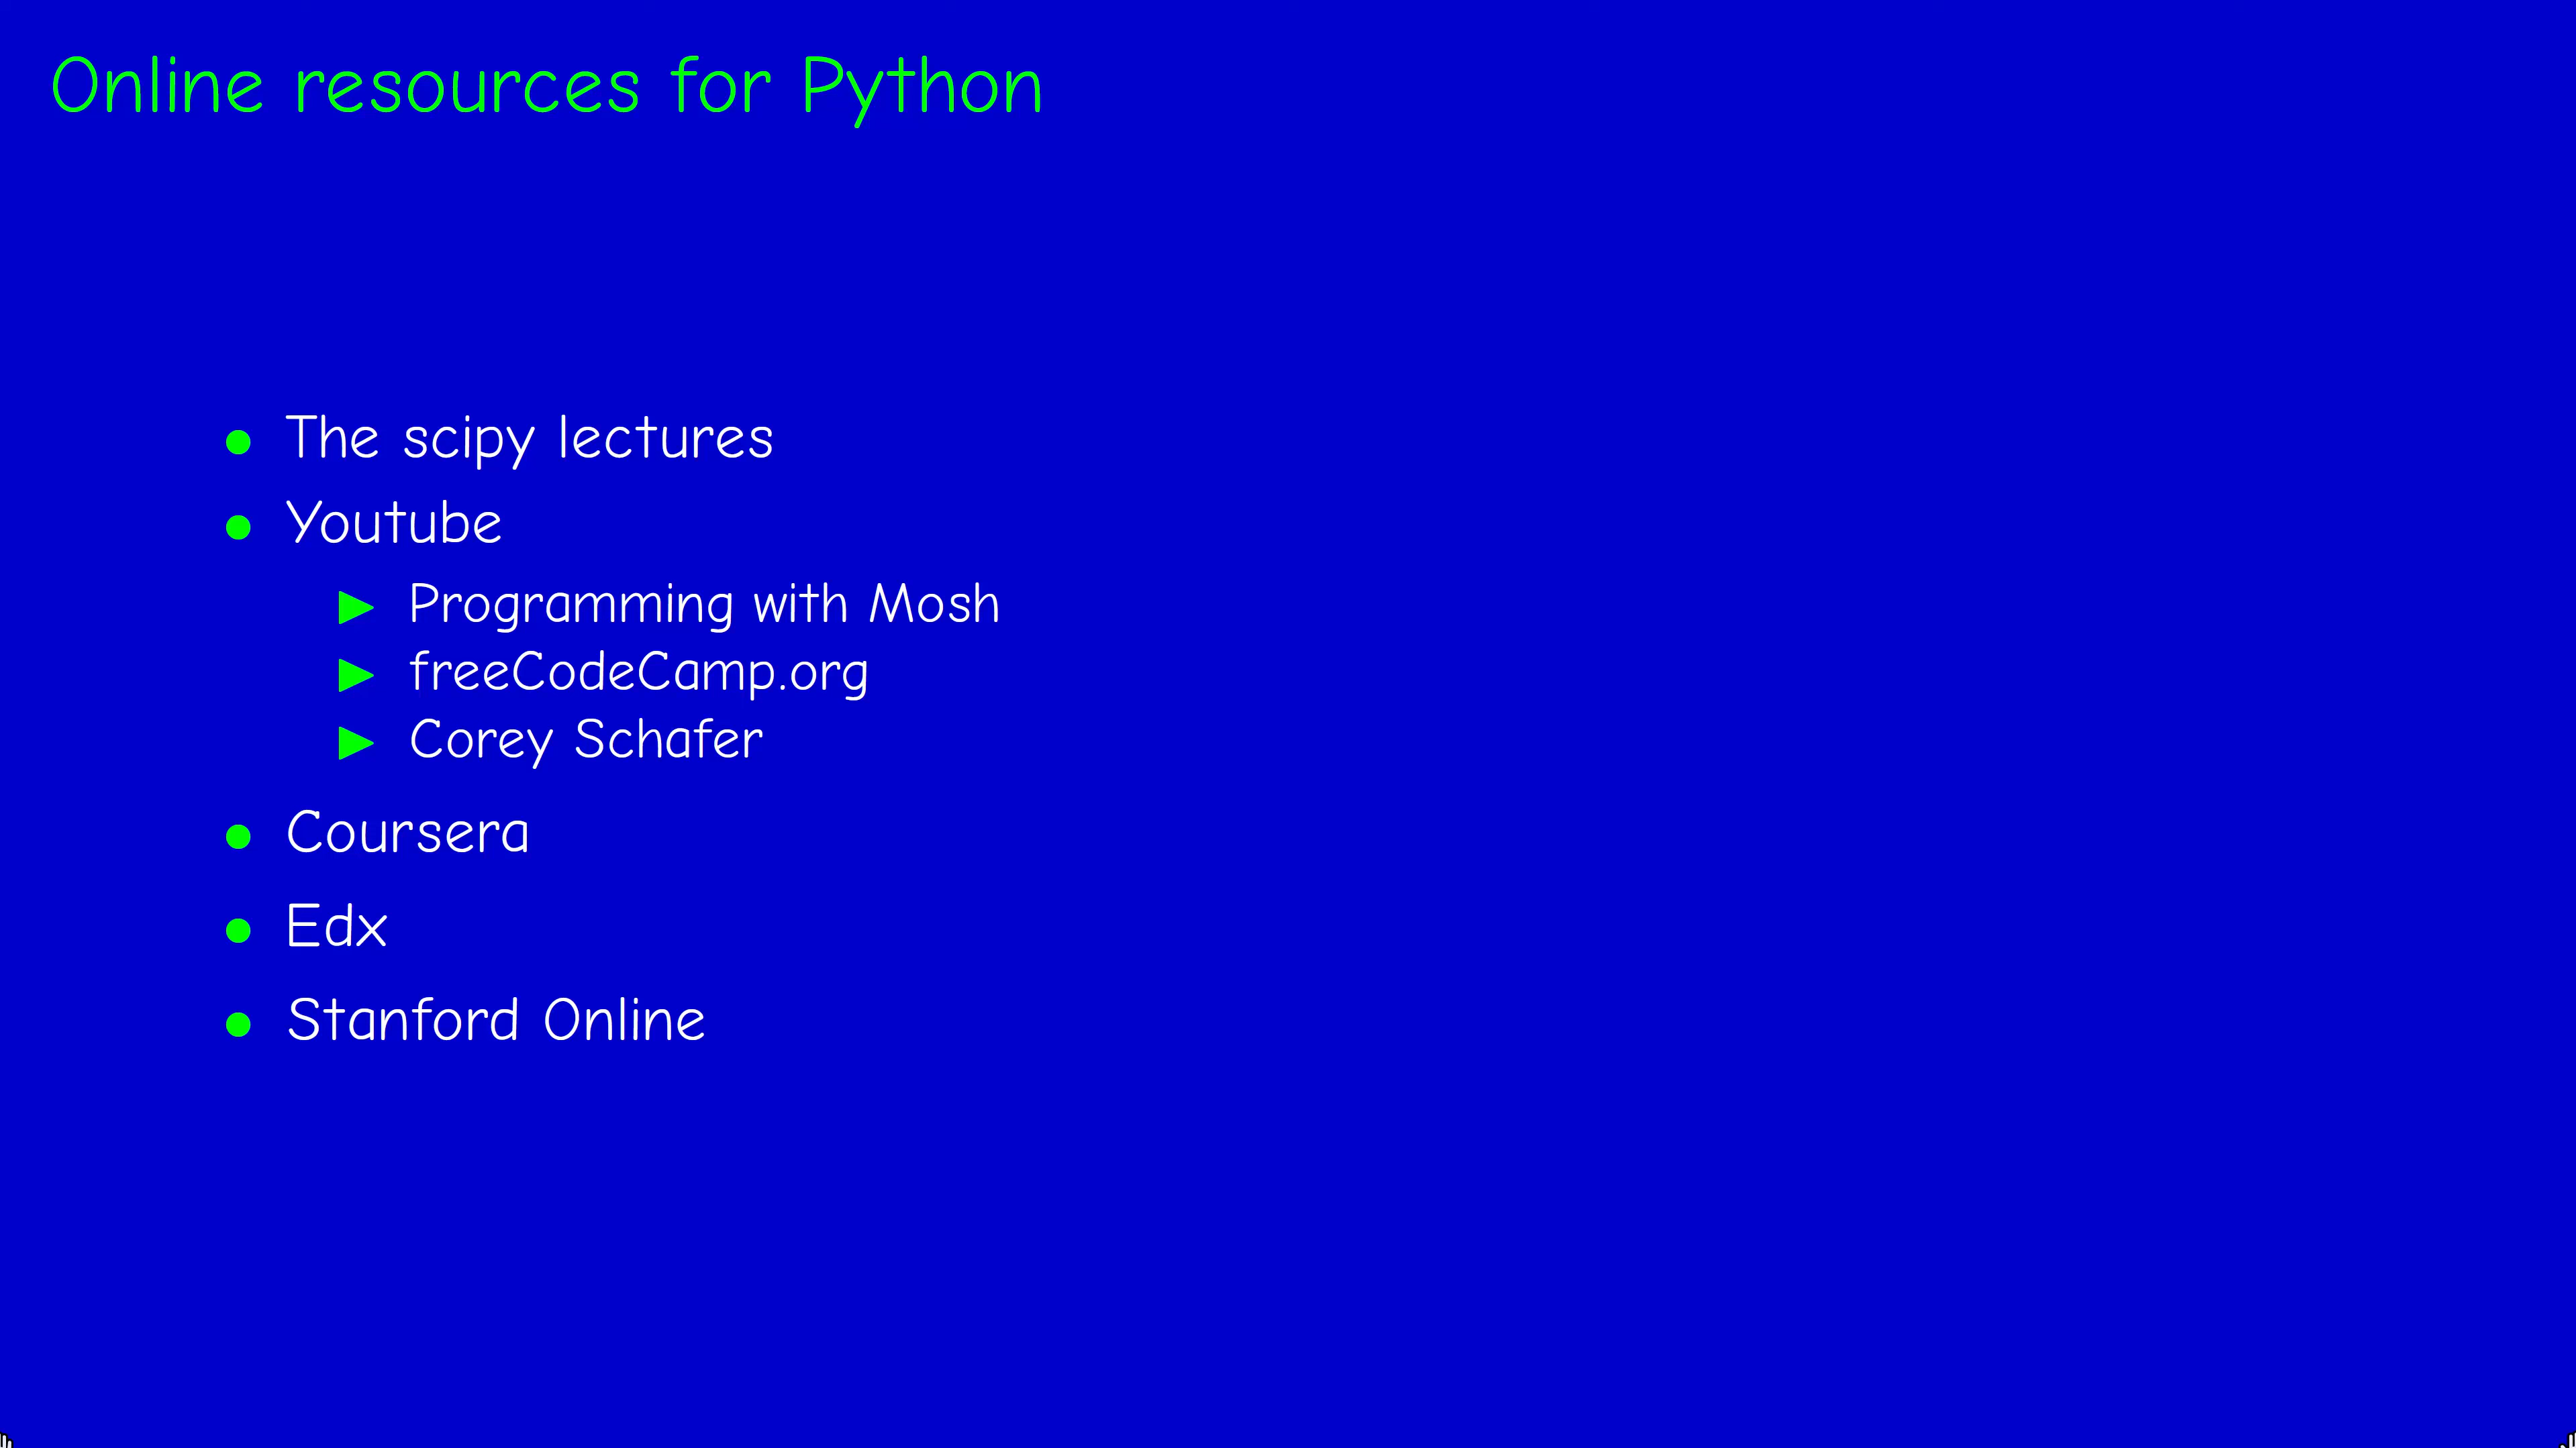 Online resources for Python
The scipy lectures
Youtube
Programming with Mosh
freeCodeCamp.org
Corey Schafer
Coursera
Edx
Stanford Online